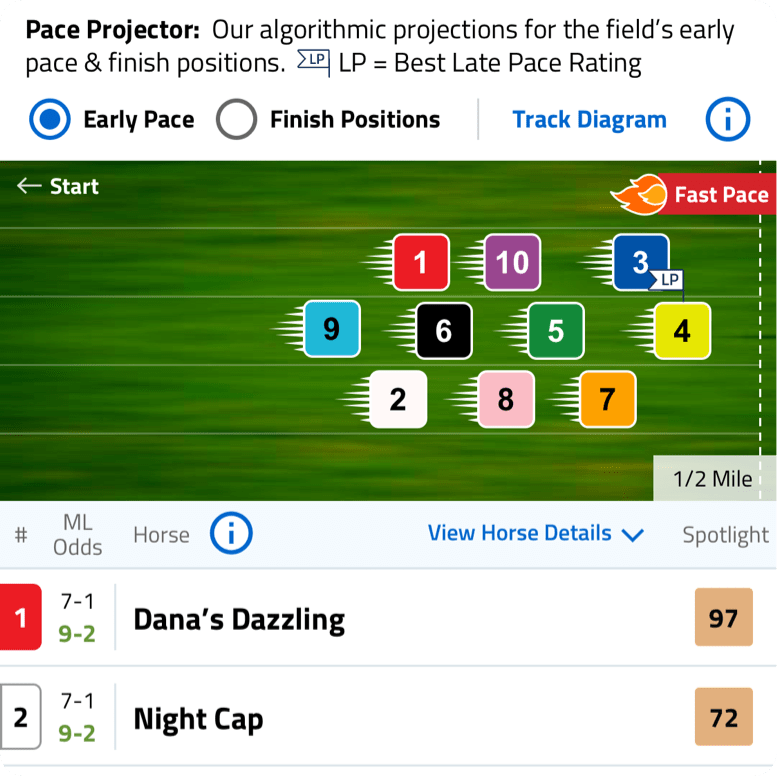 Pace Projector: Our algorithmic projections for the field's early
pace & finish positions. LP LP = Best Late Pace Rating
Early Pace Finish Positions Track Diagram i
← Start
Fast Pace
1 10 3
LP
9 6 5 4
2 8 7
1/2 Mile
# ML Odds Horse i View Horse Details Spotlight
1 7-1 Dana's Dazzling 97
9-2
2 7-1 Night Cap 72
9-2